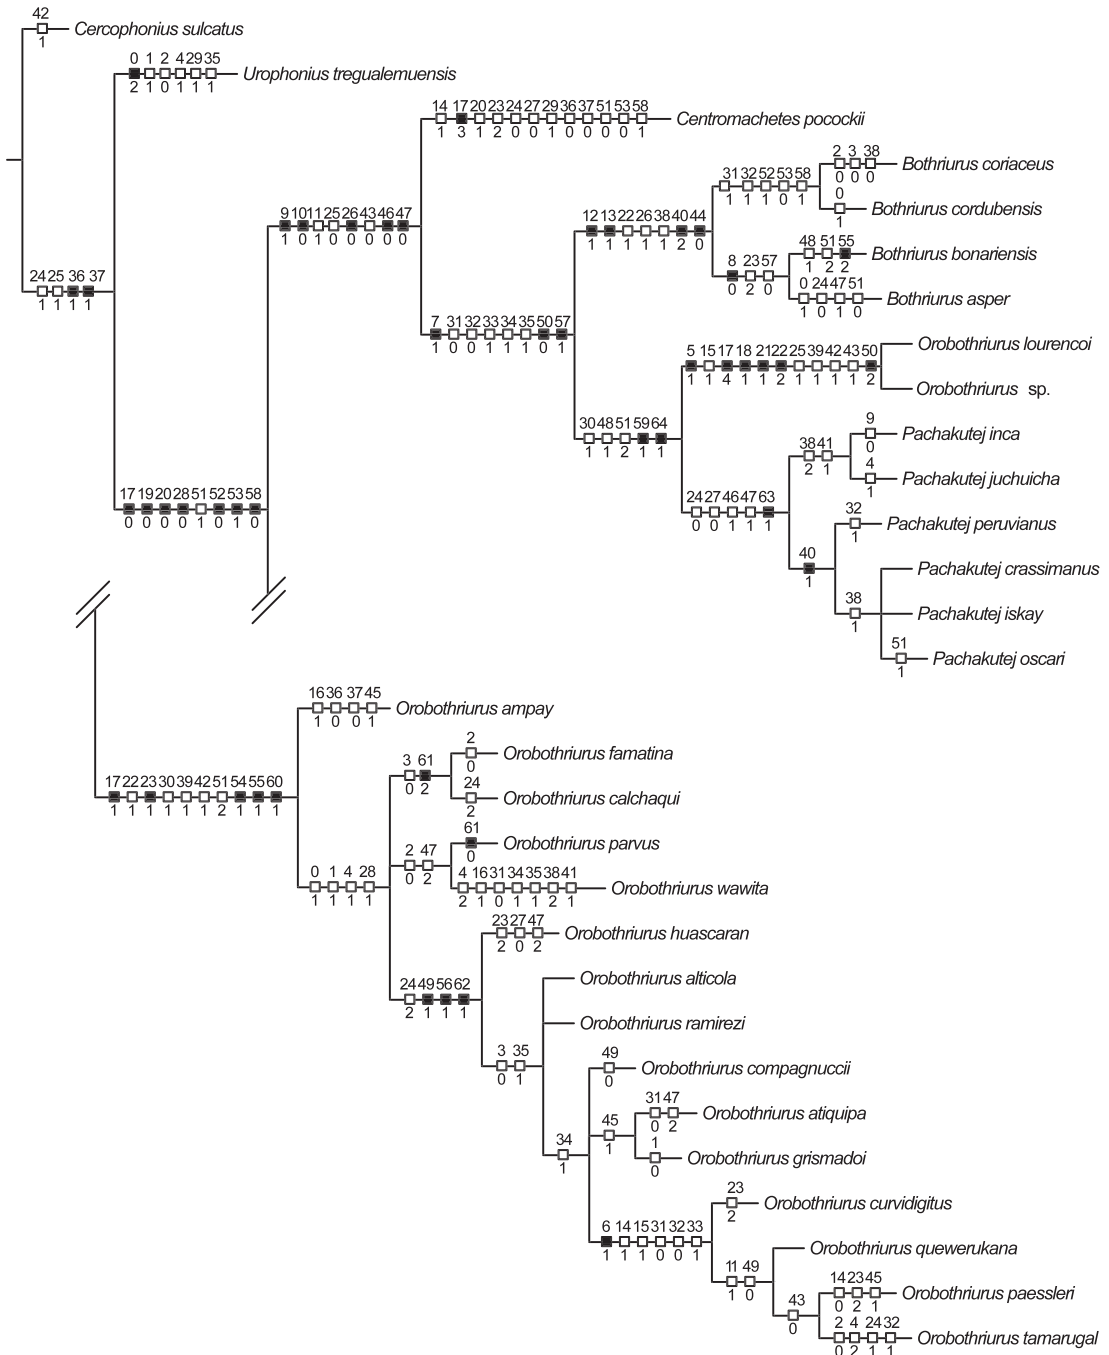 42
1
Cercophonius sulcatus
0 1 2 4 29 35
2 1 0 1 1 1
Urophonius tregualemuensis
14 17 20 23 24 27 29 36 37 51 53 58
1 3 1 2 0 0 1 0 0 0 0 1
Centromachetes pocockii
2 3 38
0 0 0
Bothriurus coriaceus
31 32 52 53 58
1 1 1 0 1
0
1
Bothriurus cordubensis
9 10 11 25 26 43 46 47
1 0 1 0 0 0 0 0
12 13 22 26 38 40 44
1 1 1 1 1 2 0
48 51 55
1 2 2
Bothriurus bonariensis
8 23 57
0 2 0
0 24 47 51
1 0 1 0
Bothriurus asper
24 25 36 37
1 1 1 1
7 31 32 33 34 35 50 57
1 0 0 1 1 1 0 1
Orobothriurus lourencoi
5 15 17 18 21 22 25 39 42 43 50
1 1 4 1 1 2 1 1 1 1 2
Orobothriurus sp.
30 48 51 59 64
1 1 2 1 1
9
0
Pachakutej inca
38 41
2 1
4
1
Pachakutej juchuicha
24 27 46 47 63
0 0 1 1 1
32
1
Pachakutej peruvianus
17 19 20 28 51 52 53 58
0 0 0 0 1 0 1 0
40
1
Pachakutej crassimanus
38
1
Pachakutej iskay
51
1
Pachakutej oscari
16 36 37 45
1 0 0 1
Orobothriurus ampay
2
0
Orobothriurus famatina
3 61
0 2
24
2
Orobothriurus calchaqui
17 22 23 30 39 42 51 54 55 60
1 1 1 1 1 1 2 1 1 1
61
0
Orobothriurus parvus
2 47
0 2
0 1 4 28
1 1 1 1
4 16 31 34 35 38 41
2 1 0 1 1 2 1
Orobothriurus wawita
23 27 47
2 0 2
Orobothriurus huascaran
24 49 56 62
2 1 1 1
Orobothriurus alticola
Orobothriurus ramirezi
3 35
0 1
49
0
Orobothriurus compagnuccii
31 47
0 2
Orobothriurus atiquipa
45
1
34
1
1
0
Orobothriurus grismadoi
23
2
Orobothriurus curvidigitus
6 14 15 31 32 33
1 1 1 0 0 1
Orobothriurus quewerukana
11 49
1 0
14 23 45
0 2 1
Orobothriurus paessleri
43
0
2 4 24 32
0 2 1 1
Orobothriurus tamarugal